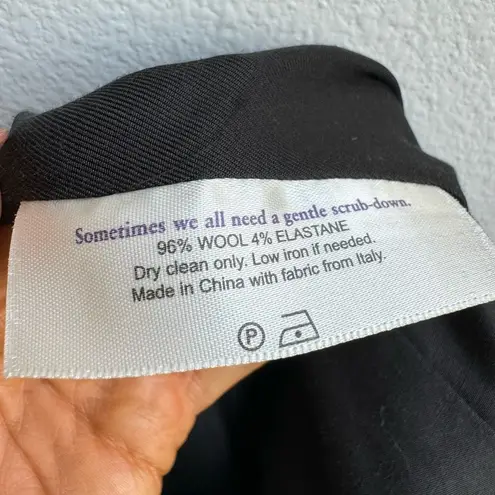 Sometimes we all need a gentle scrub-down.
96% WOOL 4% ELASTANE
Dry clean only. Low iron if needed.
Made in China with fabric from Italy.
P